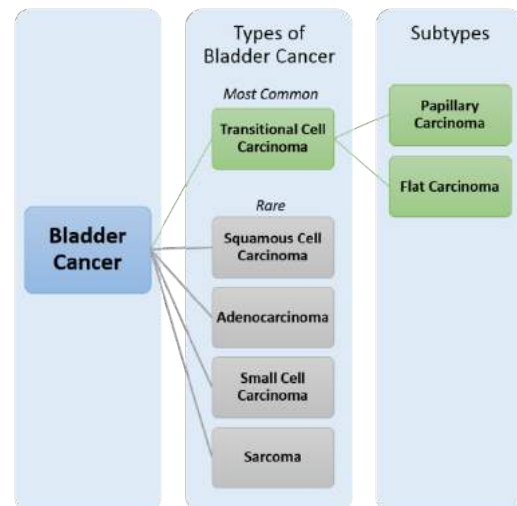 Types of
Bladder Cancer
Subtypes
Most Common
Transitional Cell
Carcinoma
Papillary
Carcinoma
Flat Carcinoma
Bladder
Cancer
Rare
Squamous Cell
Carcinoma
Adenocarcinoma
Small Cell
Carcinoma
Sarcoma